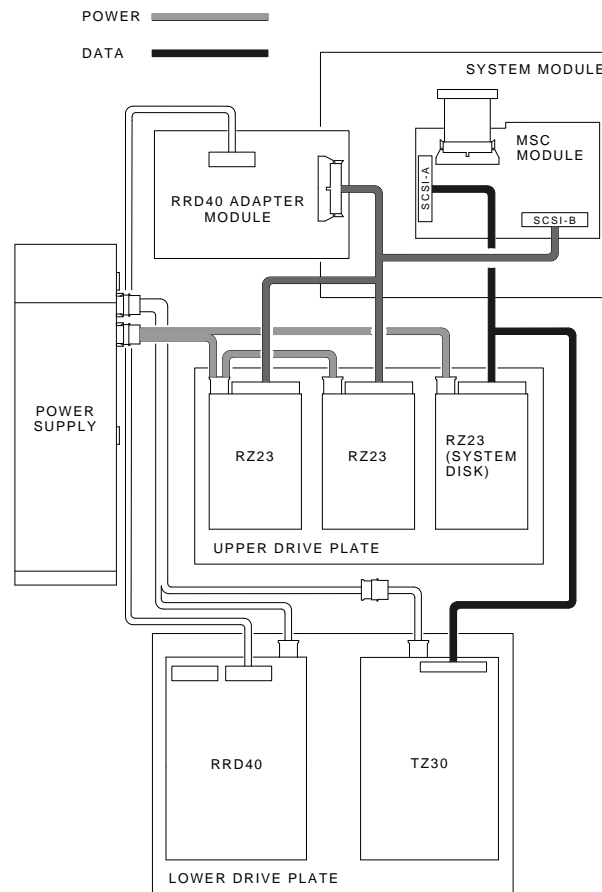 POWER
DATA
SYSTEM MODULE
MSC
MODULE
SCSI-A
SCSI-B
RRD40 ADAPTER
MODULE
POWER
SUPPLY
RZ23
RZ23
RZ23
(SYSTEM
DISK)
UPPER DRIVE PLATE
RRD40
TZ30
LOWER DRIVE PLATE